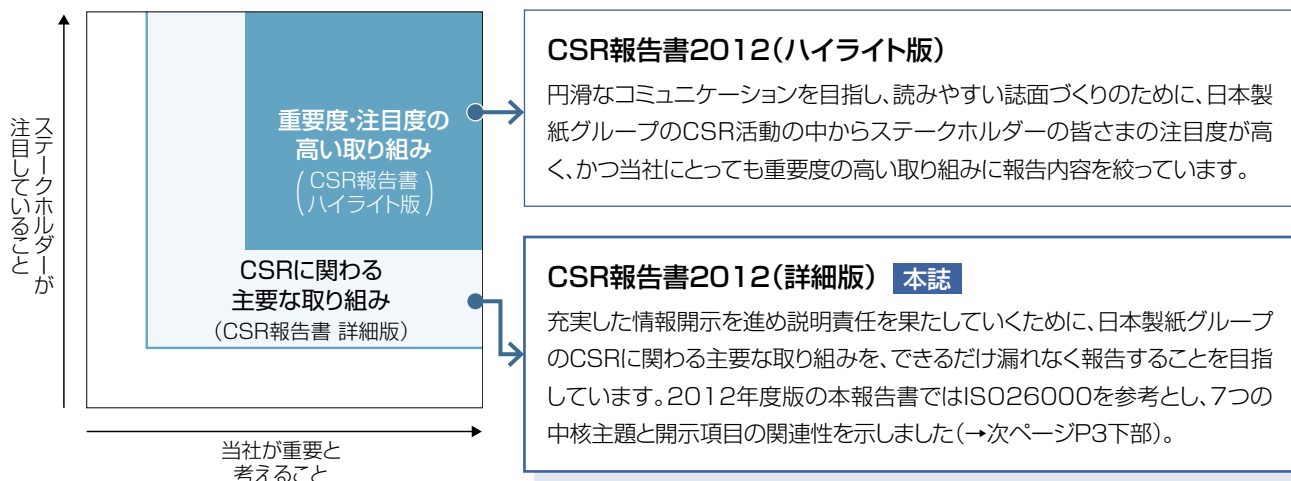 ステークホルダーが
注目していること
重要度・注目度の
高い取り組み
(CSR報告書
ハイライト版)
CSRに関わる
主要な取り組み
(CSR報告書 詳細版)
当社が重要と
考えること
CSR報告書2012(ハイライト版)
円滑なコミュニケーションを目指し、読みやすい誌面づくりのために、日本製
紙グループのCSR活動の中からステークホルダーの皆さまの注目度が高
く、かつ当社にとっても重要度の高い取り組みに報告内容を絞っています。
CSR報告書2012(詳細版) 本誌
充実した情報開示を進め説明責任を果たしていくために、日本製紙グループ
のCSRに関わる主要な取り組みを、できるだけ漏れなく報告することを目指
しています。2012年度版の本報告書ではISO26000を参考とし、7つの
中核主題と開示項目の関連性を示しました(→次ページP3下部)。